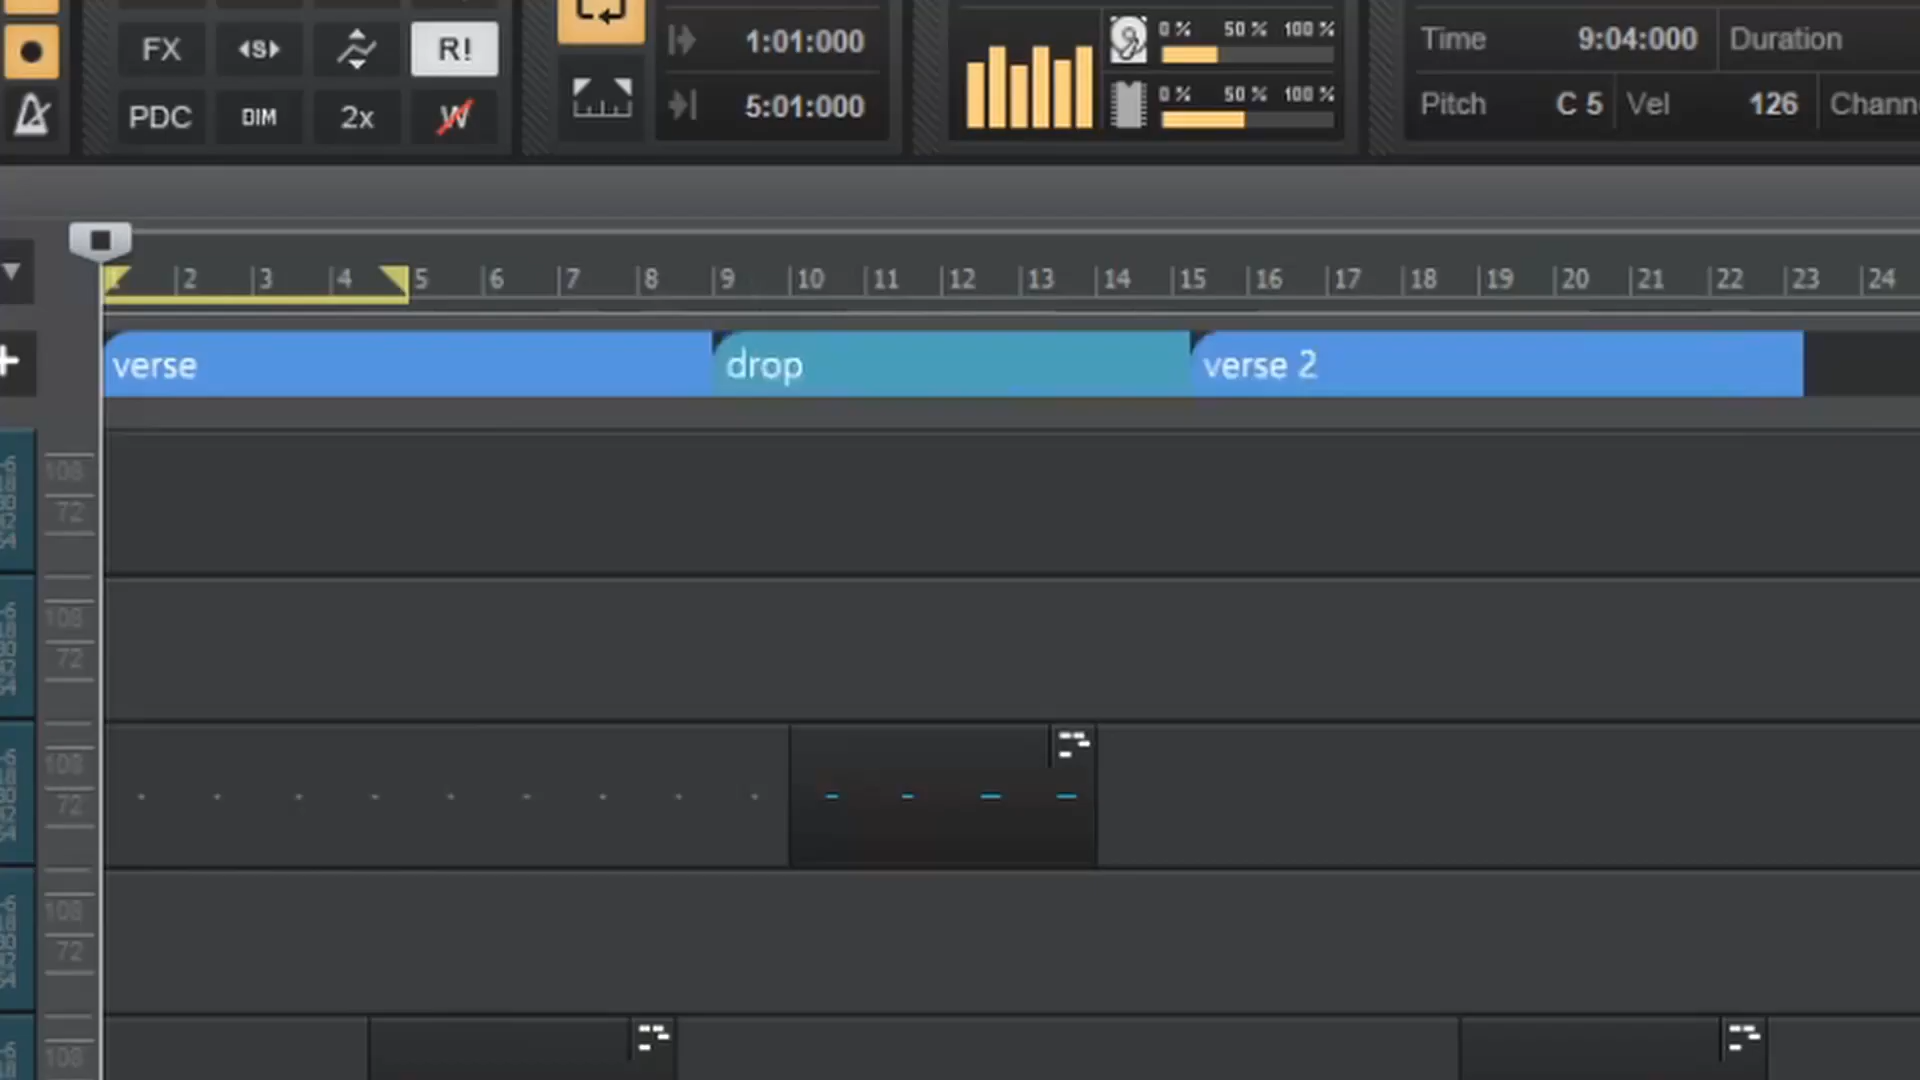 FX S R! 1:01:000 0 % 50 % 100 % Time 9:04:000 Duration
PDC DIM 2x W 5:01:000 0 % 50 % 100 % Pitch C 5 Vel 126 Chann
1 2 3 4 5 6 7 8 9 10 11 12 13 14 15 16 17 18 19 20 21 22 23 24
verse drop verse 2
108
72
108
72
108
72
108
72
108